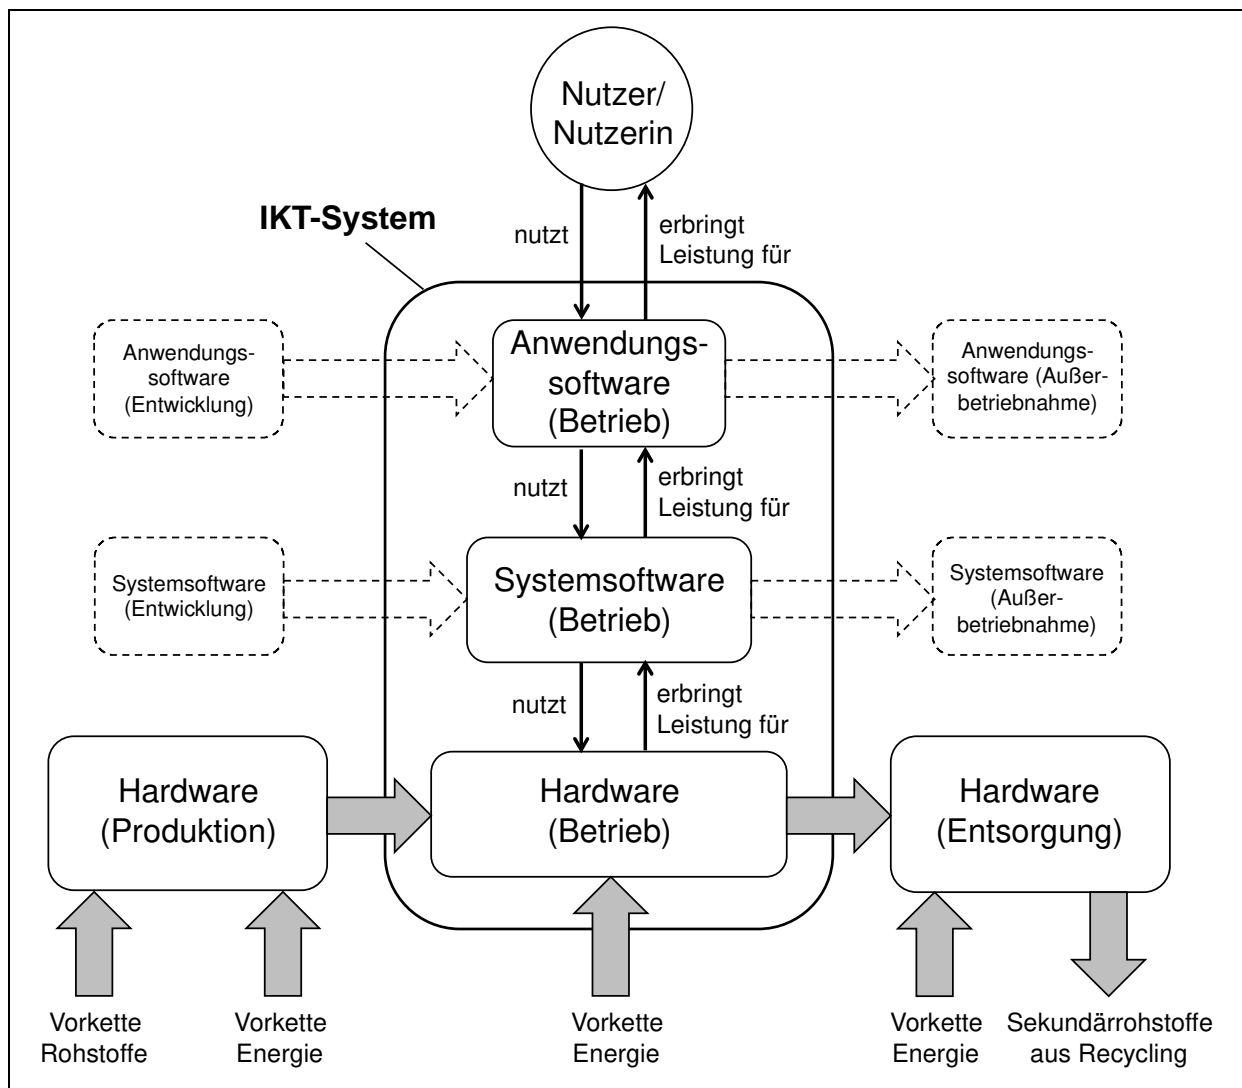 Nutzer/
Nutzerin
IKT-System
nutzt
erbringt
Leistung für
Anwendungs-
software
(Entwicklung)
Anwendungs-
software
(Betrieb)
Anwendungs-
software (Außer-
betriebnahme)
nutzt
erbringt
Leistung für
Systemsoftware
(Entwicklung)
Systemsoftware
(Betrieb)
Systemsoftware
(Außer-
betriebnahme)
nutzt
erbringt
Leistung für
Hardware
(Produktion)
Hardware
(Betrieb)
Hardware
(Entsorgung)
Vorkette
Rohstoffe
Vorkette
Energie
Vorkette
Energie
Vorkette
Energie
Sekundärrohstoffe
aus Recycling